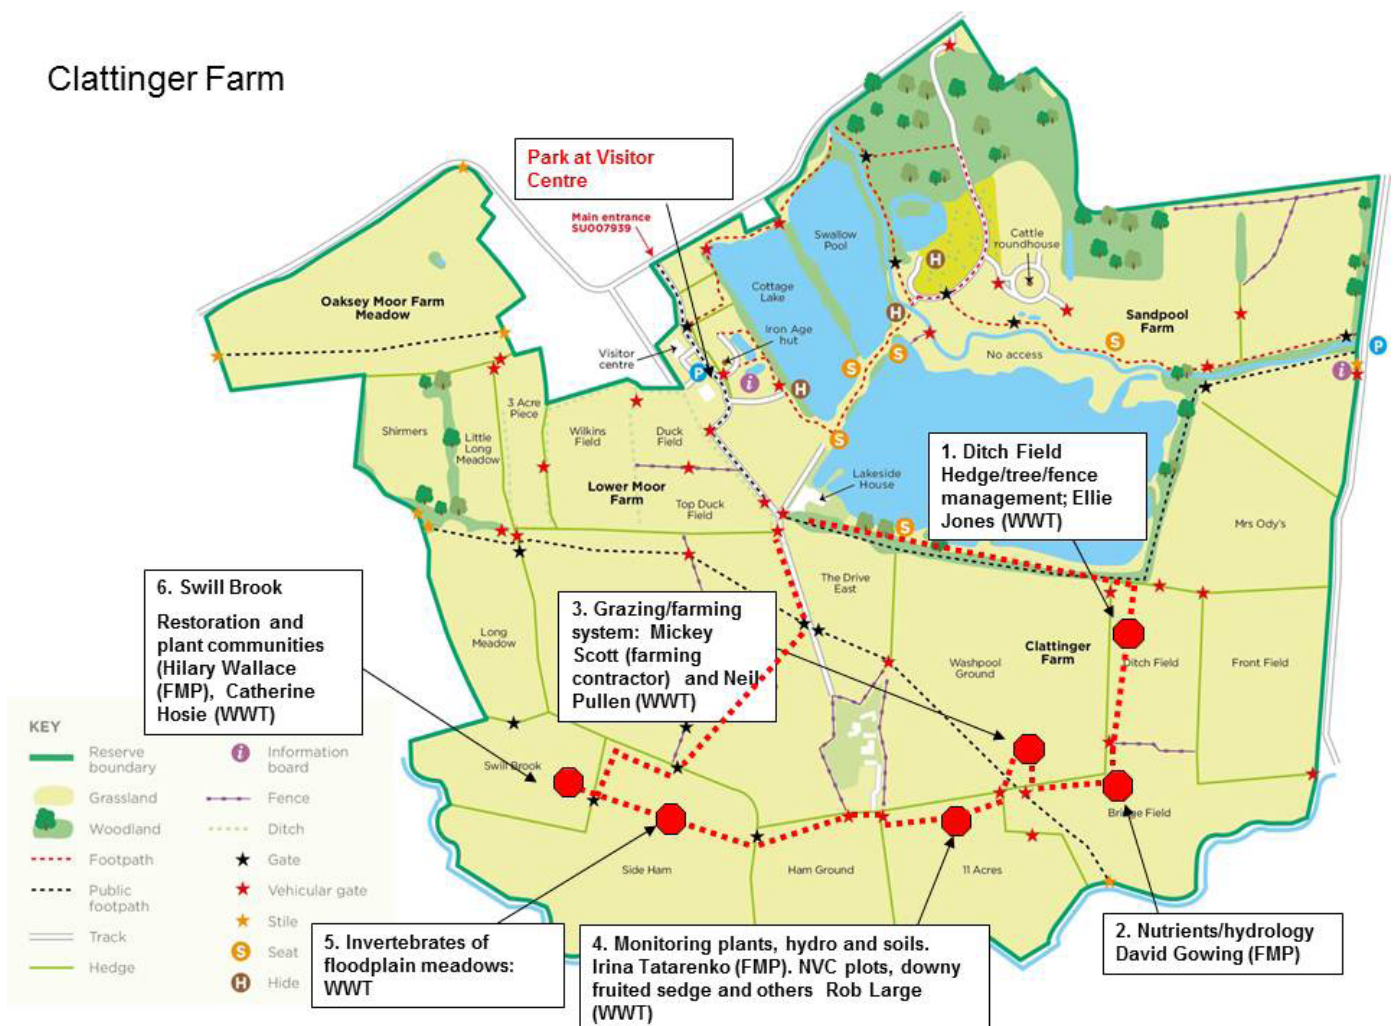 Clattinger Farm
Park at Visitor
Centre
Main entrance
SU007939
Swallow
Pool
Cottage
Lake
Cattle
roundhouse
H
Oaksey Moor Farm
Meadow
Iron Age
hut
H
Sandpool
Farm
S
S
No access
Visitor
centre
P
i
H
S
P
i
3 Acre
Piece
Shirmers
Little
Long
Meadow
Wilkins
Field
Duck
Field
S
Lower Moor
Farm
Top Duck
Field
Lakeside
House
S
1. Ditch Field
Hedge/tree/fence
management; Ellie
Jones (WWT)
Mrs Ody's
The Drive
East
6. Swill Brook
Restoration and
plant communities
(Hilary Wallace
(FMP), Catherine
Hosie (WWT)
Long
Meadow
3. Grazing/farming
system: Mickey
Scott (farming
contractor) and Neil
Pullen (WWT)
Washpool
Ground
Clattinger
Farm
Ditch Field
Front Field
Swill Brook
Bridge Field
Side Ham
Ham Ground
11 Acres
KEY
Reserve
boundary
Grassland
Woodland
Footpath
Public
footpath
Track
Hedge
i Information
board
Fence
Ditch
Gate
Vehicular gate
Stile
S Seat
H Hide
5. Invertebrates of
floodplain meadows:
WWT
4. Monitoring plants, hydro and soils.
Irina Tatarenko (FMP). NVC plots, downy
fruited sedge and others Rob Large
(WWT)
2. Nutrients/hydrology
David Gowing (FMP)